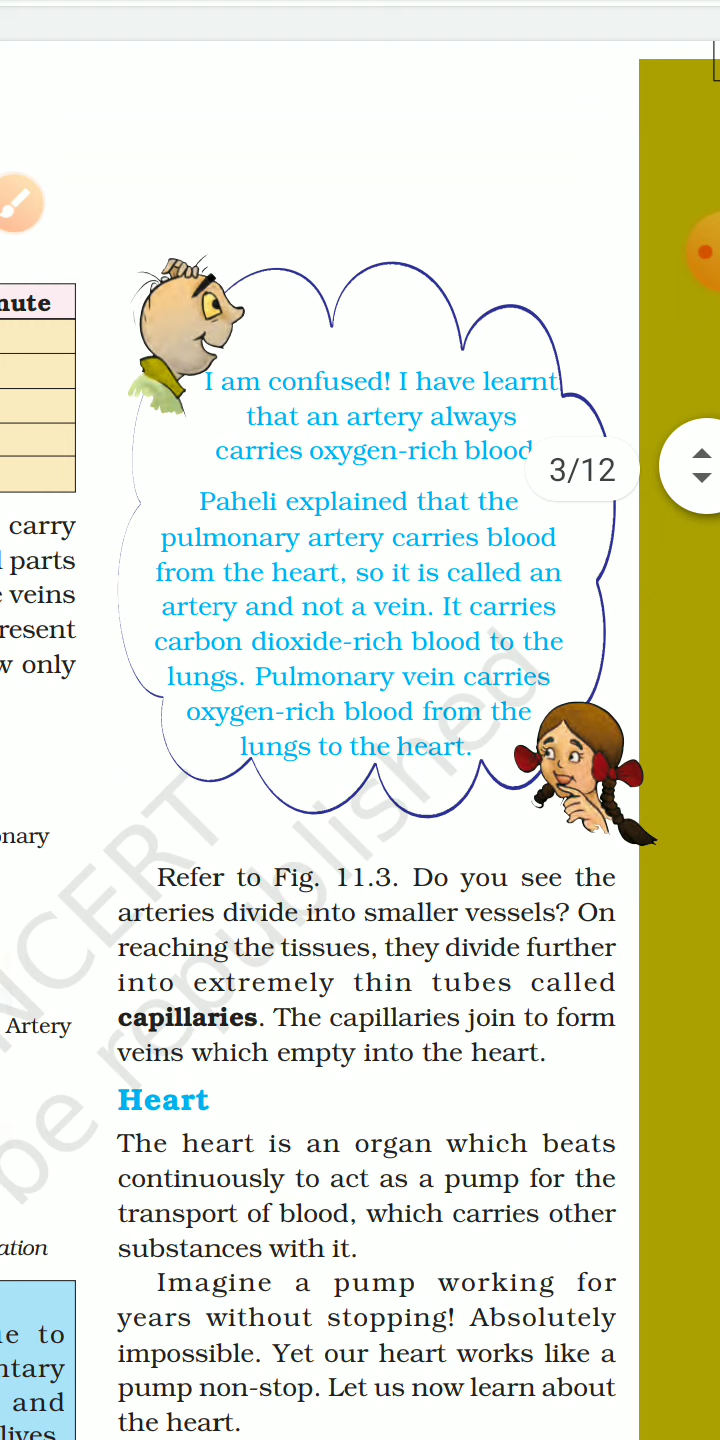 nute
carry
parts
veins
resent
w only
onary
Artery
ation
e to
ntary
and
lives.
I am confused! I have learnt
that an artery always
carries oxygen-rich blood
3/12
Paheli explained that the
pulmonary artery carries blood
from the heart, so it is called an
artery and not a vein. It carries
carbon dioxide-rich blood to the
lungs. Pulmonary vein carries
oxygen-rich blood from the
lungs to the heart.
Refer to Fig. 11.3. Do you see the
arteries divide into smaller vessels? On
reaching the tissues, they divide further
into extremely thin tubes called
capillaries. The capillaries join to form
veins which empty into the heart.
Heart
The heart is an organ which beats
continuously to act as a pump for the
transport of blood, which carries other
substances with it.
Imagine a pump working for
years without stopping! Absolutely
impossible. Yet our heart works like a
pump non-stop. Let us now learn about
the heart.
NCERT
be republished